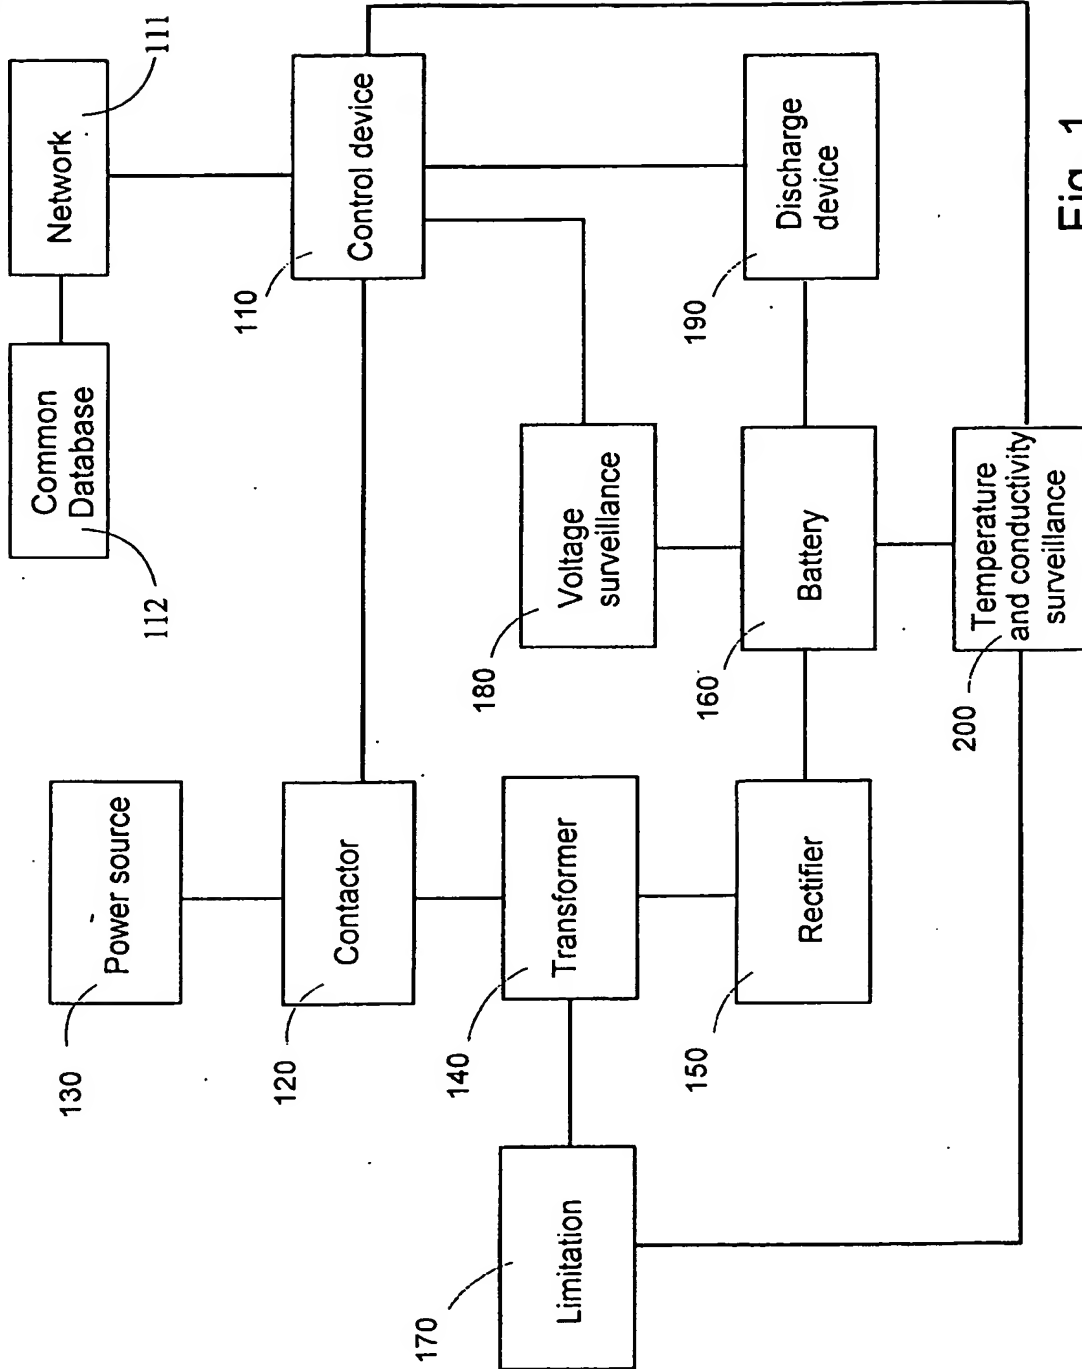 130
Power source
120
Contactor
170
Limitation
140
Transformer
150
Rectifier
112
Common
Database
111
Network
110
Control device
180
Voltage
surveillance
160
Battery
190
Discharge
device
200
Temperature
and conductivity
surveillance
Fig. 1